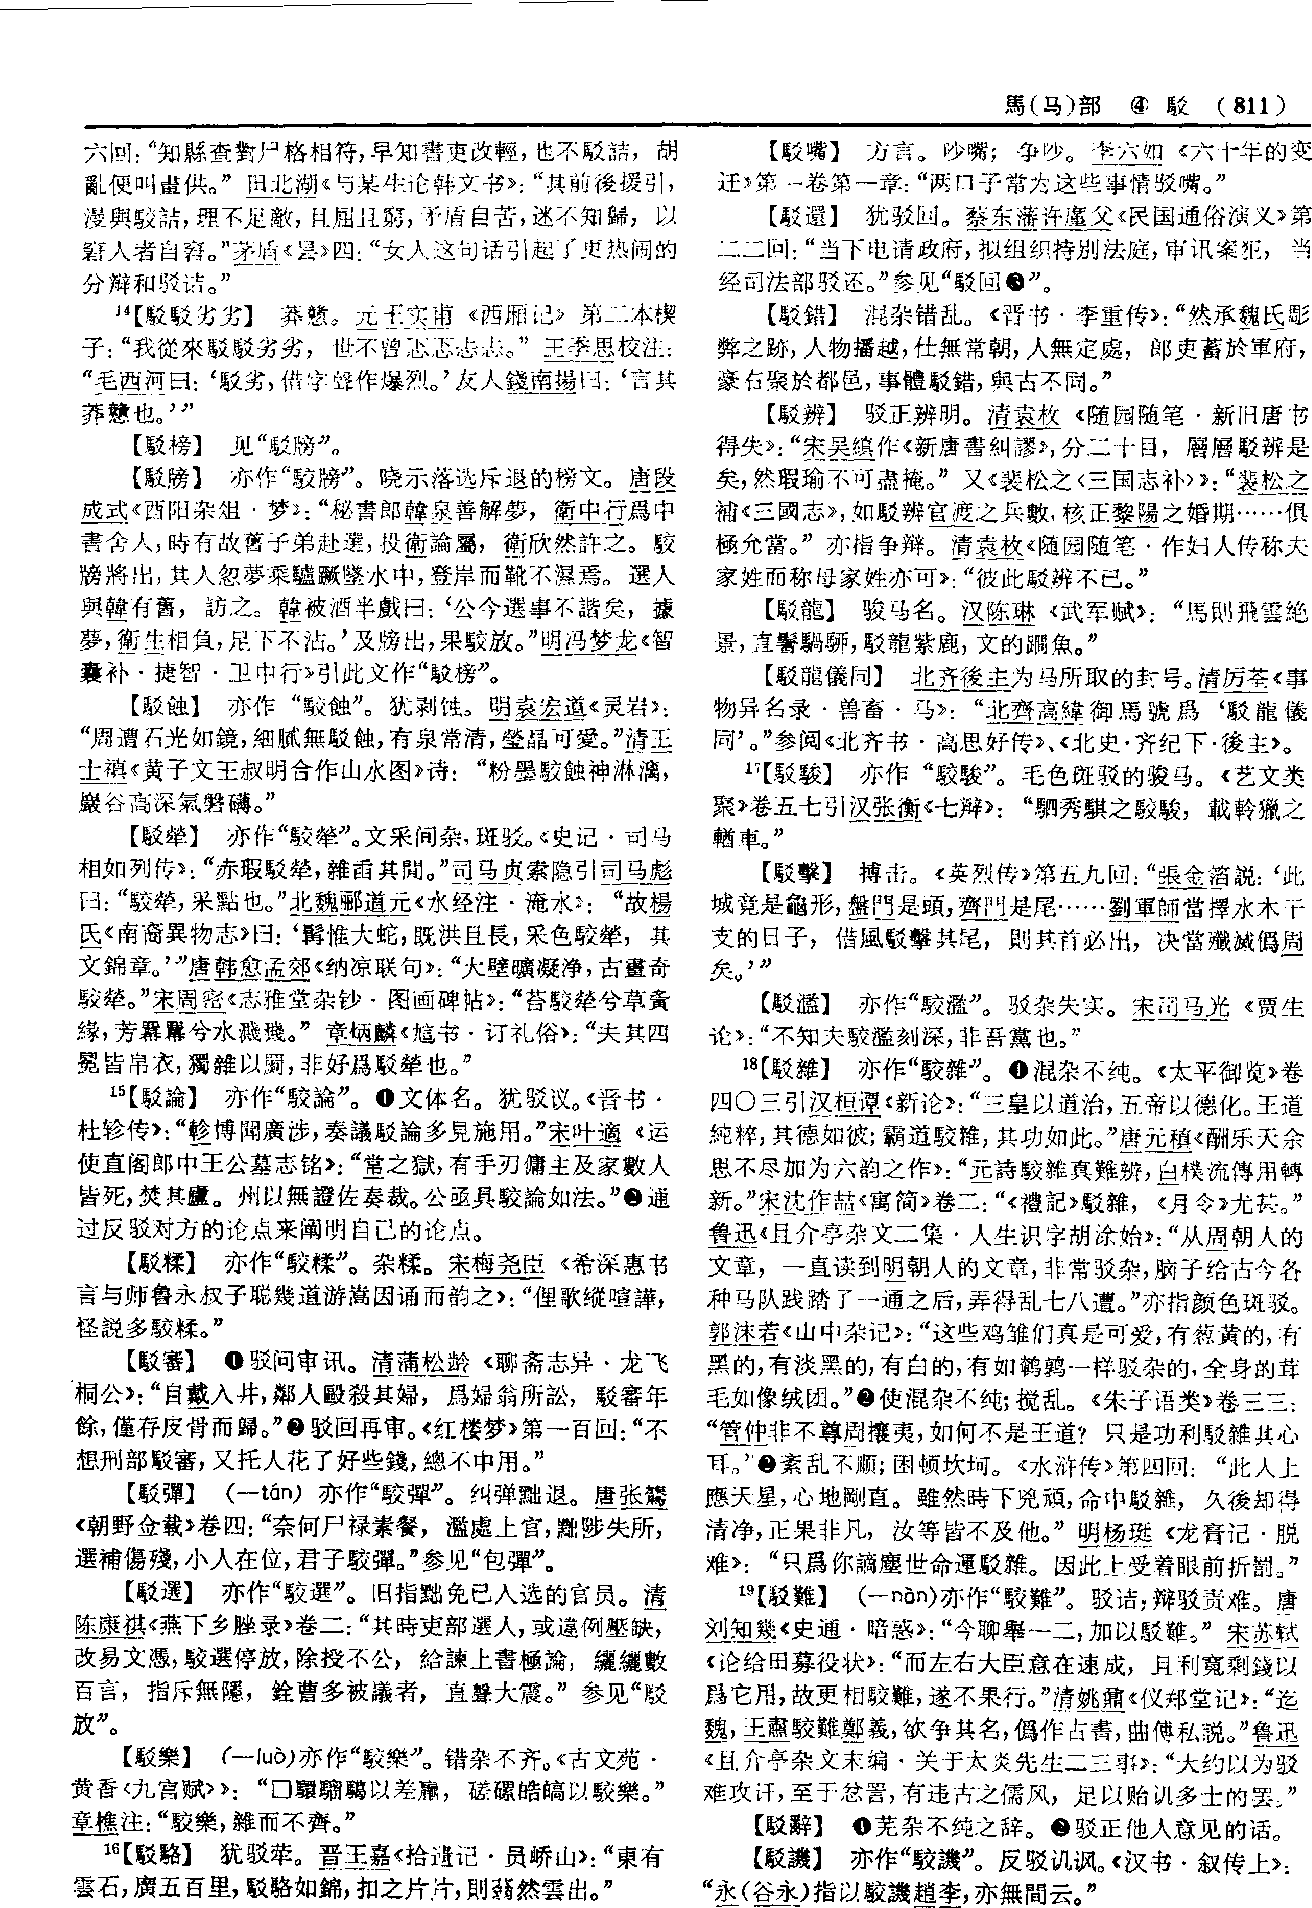 馬(马)部 ④ 駁 (811)
六回：“知縣查對尸格相符，早知書吏改輕，也不駁詰，胡
亂便叫畫供。” 田北湖《与某生论韩文书》：“其前後援引，
漫與駁詰，理不足敵，且屈且窮，矛盾自苦，迷不知歸，以
窘人者自窘。”茅盾《昙》四：“女人这句话引起了更热闹的
分辩和驳诘。”
14【駁駁劣劣】 莽戆。元王实甫《西厢记》第二本楔
子：“我從來駁駁劣劣，世不曾忐忐忑忑。” 王季思校注：
“毛西河曰：‘駁劣，借字聲作爆烈。’友人錢南揚曰：‘言其
莽戆也。’”
【駁榜】 见“駁牓”。
【駁牓】 亦作“駮牓”。晓示落选斥退的榜文。唐段
成式《酉阳杂俎·梦》：“秘書郎韓泉善解夢，衛中行爲中
書舍人，時有故舊子弟赴選，投衛論屬，衛欣然許之。駮
牓將出，其人忽夢乘驢蹶墜水中，登岸而靴不濕焉。選人
與韓有舊，訪之。韓被酒半戲曰：‘公今選事不諧矣，據
夢，衛生相負，足下不沾。’及牓出，果駮放。”明冯梦龙《智
囊补·捷智·卫中行》引此文作“駁榜”。
【駁蝕】 亦作“駮蝕”。犹剥蚀。明袁宏道《灵岩》：
“周遭石光如鏡，細膩無駁蝕，有泉常清，瑩晶可愛。”清王
士禛《黄子文王叔明合作山水图》诗：“粉墨駮蝕神淋漓，
巖谷高深氣磐礴。”
【駁犖】 亦作“駮犖”。文采间杂，斑驳。《史记·司马
相如列传》：“赤瑕駁犖，雜臿其間。”司马贞索隐引司马彪
曰：“駮犖，采點也。”北魏郦道元《水经注·淹水》：“故楊
氏《南裔異物志》曰：‘髯惟大蛇，既洪且長，采色駮犖，其
文錦章。’”唐韩愈孟郊《纳凉联句》：“大壁曠凝净，古畫奇
駮犖。”宋周密《志雅堂杂钞·图画碑帖》：“苔駮犖兮草夤
緣，芳羃羃兮水濺濺。” 章炳麟《訄书·订礼俗》：“夫其四
冕皆帛衣，獨雜以罽，非好爲駁犖也。”
15【駁論】 亦作“駮論”。❶文体名。犹驳议。《晋书·
杜轸传》：“軫博聞廣涉，奏議駁論多見施用。”宋叶適《运
使直阁郎中王公墓志铭》：“當之獄，有手刃傭主及家數人
皆死，焚其廬。州以無證佐奏裁。公亟具駮論如法。”❷通
过反驳对方的论点来阐明自己的论点。
【駁糅】 亦作“駮糅”。杂糅。宋梅尧臣《希深惠书
言与师鲁永叔子聪幾道游嵩因诵而韵之》：“俚歌縱喧譁，
怪説多駮糅。”
【駁審】 ❶驳问审讯。清蒲松龄《聊斋志异·龙飞
桐公》：“自戴入井，鄰人毆殺其婦，爲婦翁所訟，駁審年
餘，僅存皮骨而歸。”❷驳回再审。《红楼梦》第一百回：“不
想刑部駁審，又托人花了好些錢，總不中用。”
【駁彈】 (—tán) 亦作“駮彈”。纠弹黜退。唐张鷟
《朝野佥载》卷四：“奈何尸禄素餐，濫處上官，黜陟失所，
選補傷殘，小人在位，君子駮彈。”参见“包彈”。
【駁選】 亦作“駮選”。旧指黜免已入选的官员。清
陈康祺《燕下乡脞录》卷二：“其時吏部選人，或違例壓缺，
改易文憑，駮選停放，除授不公，給諫上書極論，纚纚數
百言，指斥無隱，銓曹多被議者，直聲大震。” 参见“駁
放”。
【駁樂】 (—luò)亦作“駮樂”。错杂不齐。《古文苑·
黄香〈九宫赋〉》：“□以差，磋硌皓皜以駮樂。”
章樵注：“駮樂，雜而不齊。”
16【駁駱】 犹驳荦。晋王嘉《拾遗记·员峤山》：“東有
雲石，廣五百里，駁駱如錦，扣之片片，則蓊然雲出。”
【駁嘴】 方言。吵嘴；争吵。李六如《六十年的变
迁》第一卷第一章：“两口子常为这些事情驳嘴。”
【駁還】 犹驳回。蔡东藩许廑父《民国通俗演义》第
二二回：“当下电请政府，拟组织特别法庭，审讯案犯，当
经司法部驳还。”参见“駁回❸”。
【駁錯】 混杂错乱。《晋书·李重传》：“然承魏氏彫
弊之跡，人物播越，仕無常朝，人無定處，郎吏蓄於軍府，
豪右聚於都邑，事體駁錯，與古不同。”
【駁辨】 驳正辨明。清袁枚《随园随笔·新旧唐书
得失》：“宋吴縝作《新唐書糾謬》，分二十目，層層駁辨是
矣，然瑕瑜不可盡掩。” 又《裴松之〈三国志补〉》：“裴松之
補《三國志》，如駁辨官渡之兵數，核正黎陽之婚期……俱
極允當。” 亦指争辩。清袁枚《随园随笔·作妇人传称夫
家姓而称母家姓亦可》：“彼此駁辨不已。”
【駁龍】 骏马名。汉陈琳《武军赋》：“馬則飛雲絶
景，直鬐騧駠，駁龍紫鹿，文的䮧魚。”
【駁龍儀同】 北齐後主为马所取的封号。清厉荃《事
物异名录·兽畜·马》：“北齊高緯御馬號爲‘駁龍儀
同’。”参阅《北齐书·高思好传》、《北史·齐纪下·後主》。
17【駁駿】 亦作“駮駿”。毛色斑驳的骏马。《艺文类
聚》卷五七引汉张衡《七辩》：“駟秀騏之駮駿，載軨獵之
輶車。”
【駁擊】 搏击。《英烈传》第五九回：“張金箔説：‘此
城竟是龜形，盤門是頭，齊門是尾……劉軍師當擇水木干
支的日子，借風駁擊其尾，則其首必出，决當殲滅僞周
矣。’”
【駁濫】 亦作“駮濫”。驳杂失实。宋司马光《贾生
论》：“不知夫駮濫刻深，非吾黨也。”
18【駁雜】 亦作“駮雜”。❶混杂不纯。《太平御览》卷
四〇三引汉桓谭《新论》：“三皇以道治，五帝以德化。王道
純粹，其德如彼；霸道駮雜，其功如此。”唐元稹《酬乐天余
思不尽加为六韵之作》：“元詩駮雜真難辨，白樸流傳用轉
新。”宋沈作喆《寓简》卷二：“《禮記》駁雜，《月令》尤甚。”
鲁迅《且介亭杂文二集·人生识字胡涂始》：“从周朝人的
文章，一直读到明朝人的文章，非常驳杂，脑子给古今各
种马队践踏了一通之后，弄得乱七八遭。”亦指颜色斑驳。
郭沫若《山中杂记》：“这些鸡雏们真是可爱，有葱黄的，有
黑的，有淡黑的，有白的，有如鹌鹑一样驳杂的，全身的茸
毛如像绒团。”❷使混杂不纯；搅乱。《朱子语类》卷三三：
“管仲非不尊周攘夷，如何不是王道？只是功利駁雜其心
耳。”❷紊乱不顺；困顿坎坷。《水浒传》第四回：“此人上
應天星，心地剛直。雖然時下兇頑，命中駁雜，久後却得
清净，正果非凡，汝等皆不及他。” 明杨珽《龙膏记·脱
难》：“只爲你謫塵世命運駁雜。因此上受着眼前折罰。”
19【駁難】 (—nàn)亦作“駮難”。驳诘；辩驳责难。唐
刘知幾《史通·暗惑》：“今聊舉一二，加以駁難。” 宋苏轼
《论给田募役状》：“而左右大臣意在速成，且利寬剩錢以
爲它用，故更相駮難，遂不果行。”清姚鼐《仪郑堂记》：“迄
魏，王肅駮難鄭義，欲争其名，僞作古書，曲傅私説。”鲁迅
《且介亭杂文末编·关于太炎先生二三事》：“大约以为驳
难攻讦，至于忿詈，有违古之儒风，足以贻讥多士的罢。”
【駁辭】 ❶芜杂不纯之辞。❷驳正他人意见的话。
【駁譏】 亦作“駮譏”。反驳讥讽。《汉书·叙传上》：
“永(谷永)指以駮譏趙李，亦無間云。”